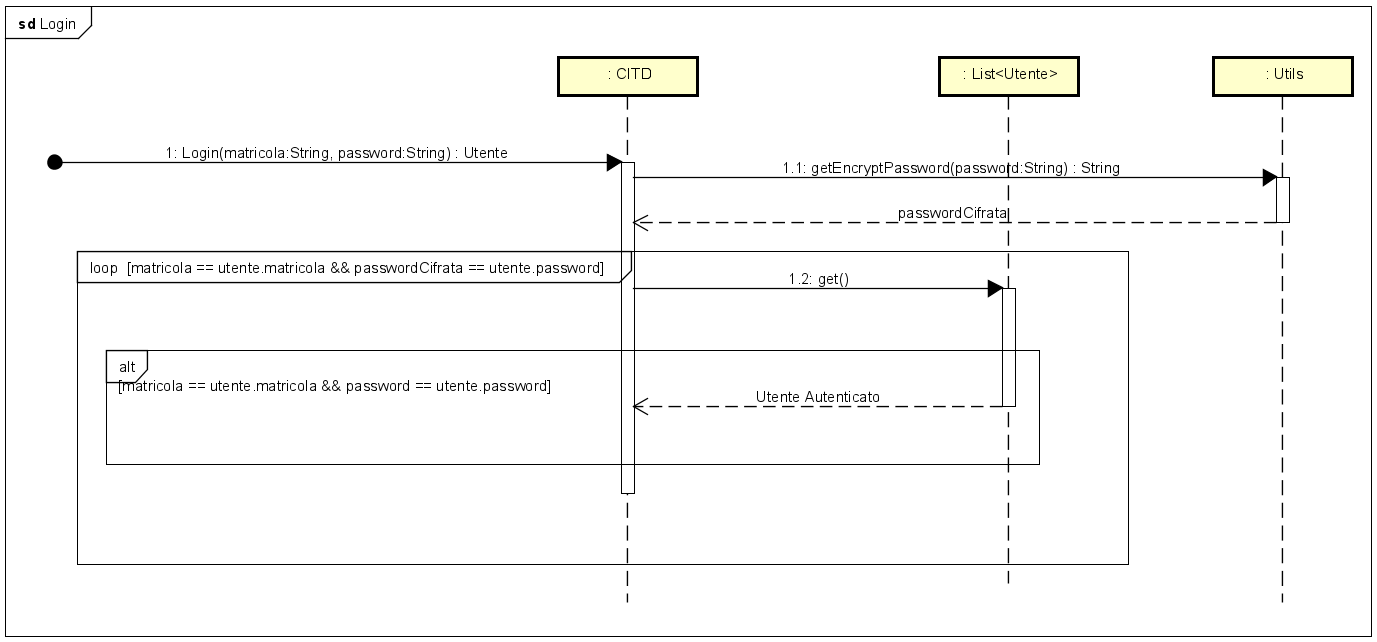 sd Login
: CITD
: List<Utente>
: Utils
1: Login(matricola:String, password:String) : Utente
1.1: getEncryptPassword(password:String) : String
passwordCifrata
loop [matricola == utente.matricola && passwordCifrata == utente.password]
1.2: get()
alt
[matricola == utente.matricola && password == utente.password]
Utente Autenticato